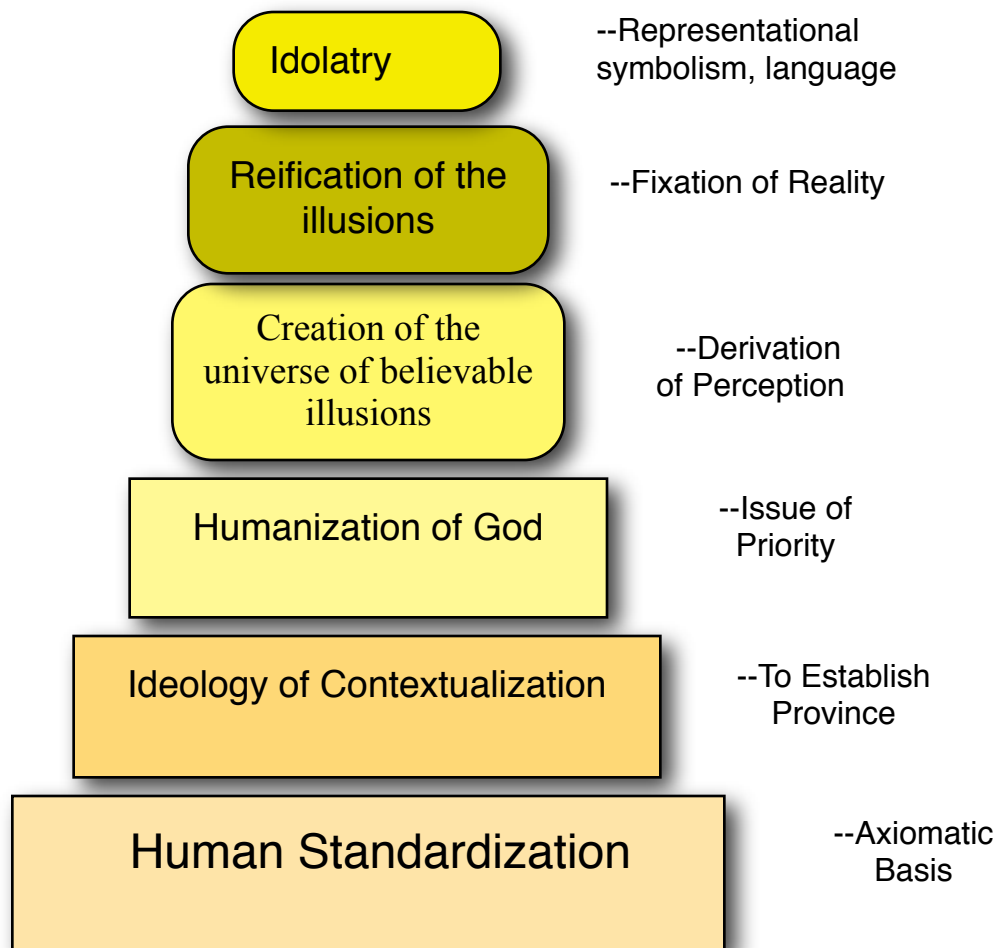 Idolatry
--Representational
symbolism, language
Reification of the
illusions
--Fixation of Reality
Creation of the
universe of believable
illusions
--Derivation
of Perception
Humanization of God
--Issue of
Priority
Ideology of Contextualization
--To Establish
Province
Human Standardization
--Axiomatic
Basis